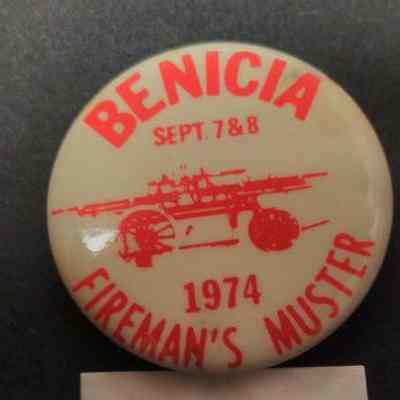 BENICIA
SEPT. 7 & 8
1974
FIREMAN'S MUSTER